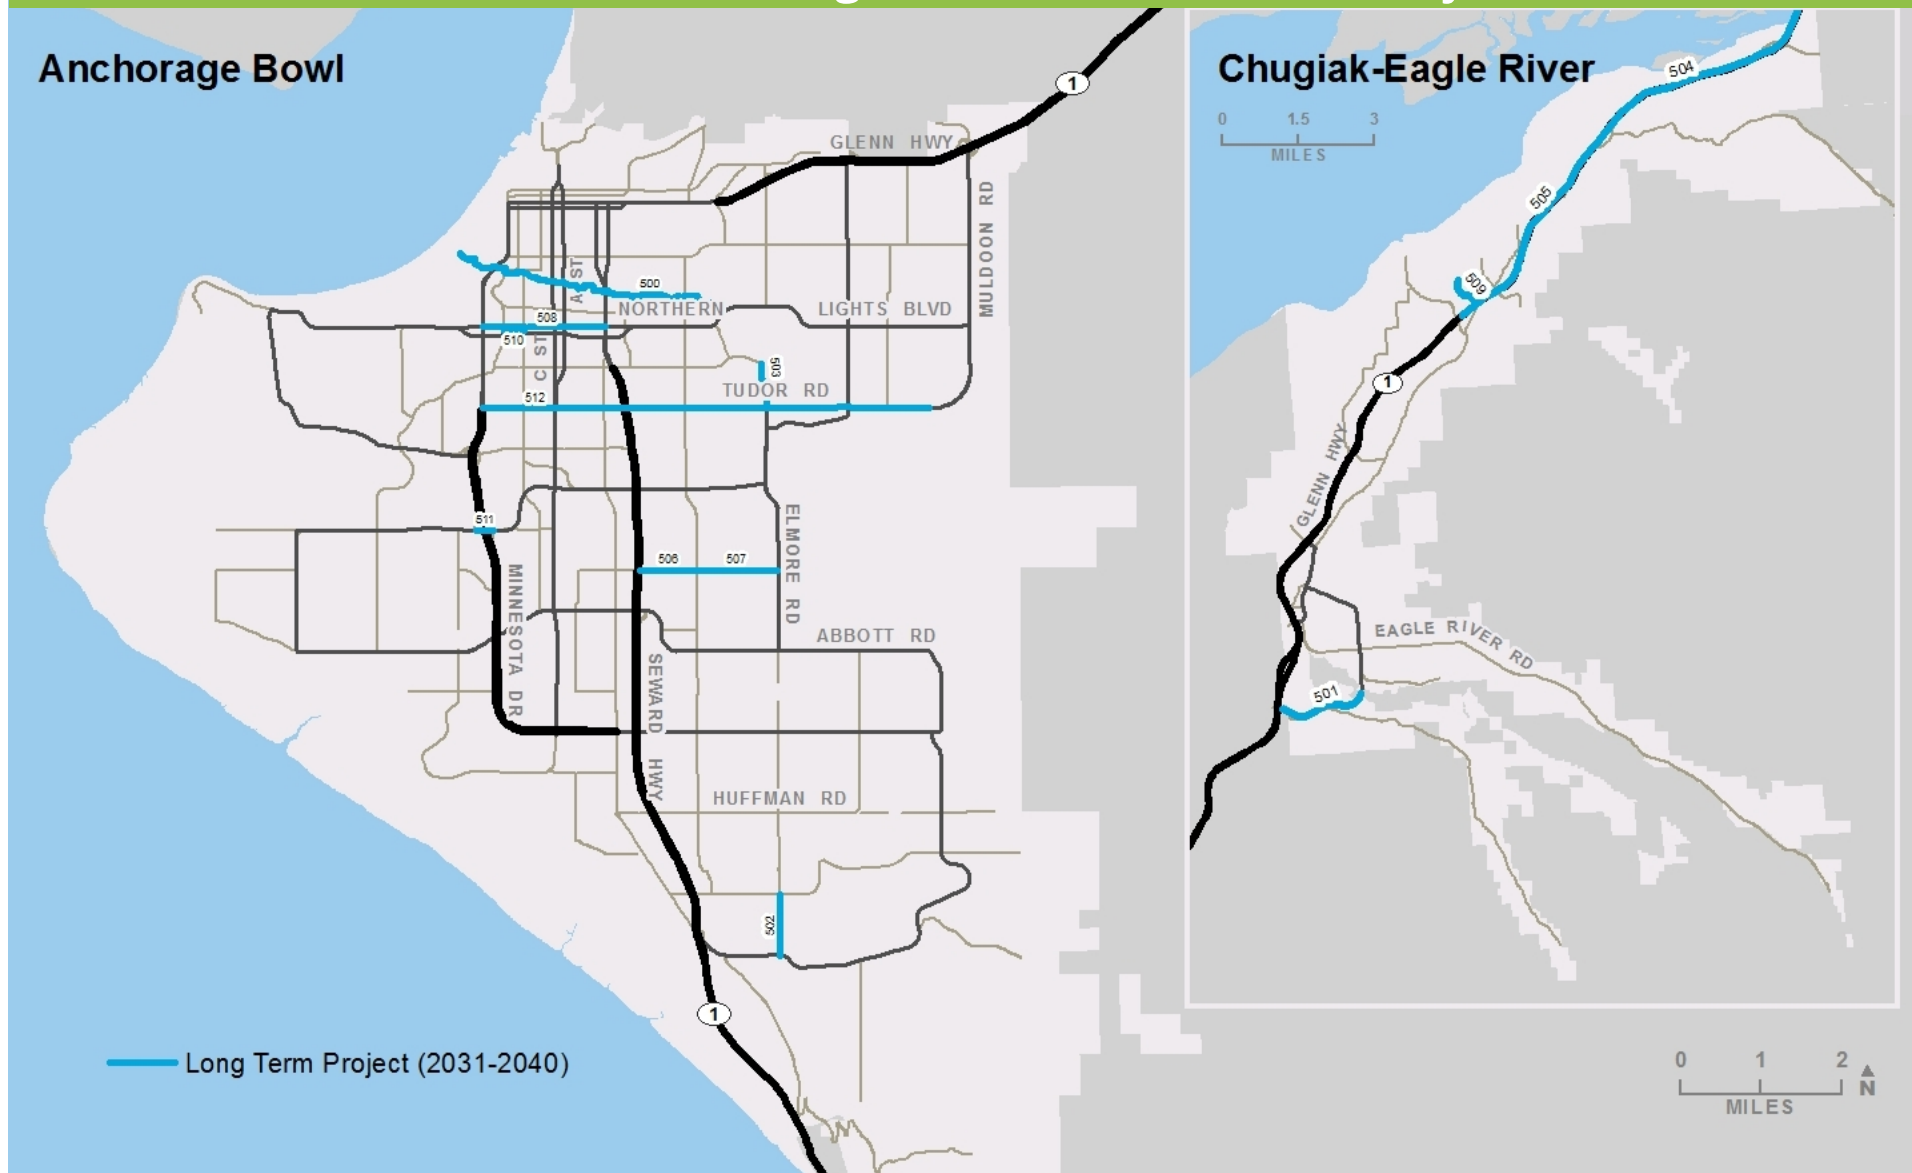 Anchorage Bowl
1
GLENN HWY
MULDOON RD
A ST
500
NORTHERN
LIGHTS BLVD
508
510
C ST
503
TUDOR RD
512
511
ELMORE RD
506
507
MINNESOTA DR
ABBOTT RD
SEWARD HWY
HUFFMAN RD
502
1
Long Term Project (2031-2040)
Chugiak-Eagle River
0 1.5 3
MILES
504
505
509
1
GLENN HWY
EAGLE RIVER RD
501
0 1 2
MILES
N